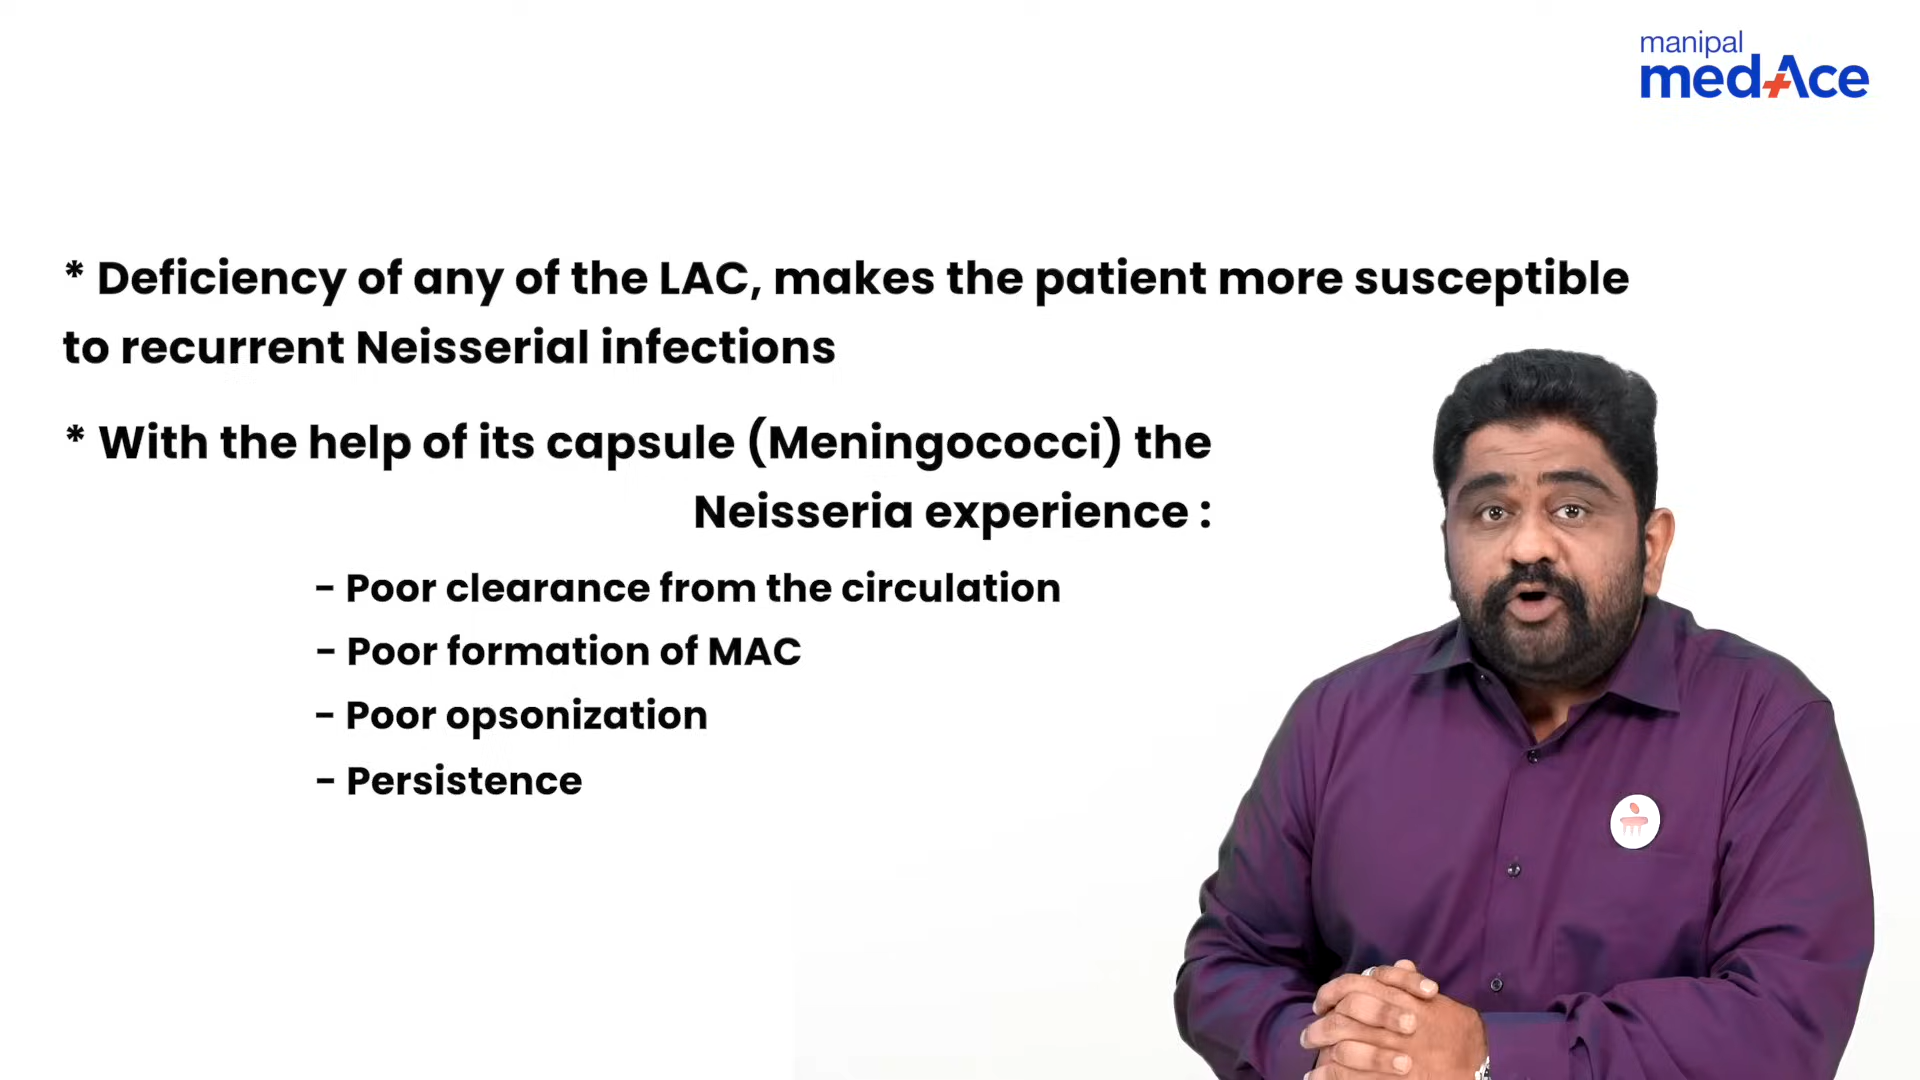 manipal
medAce
* Deficiency of any of the LAC, makes the patient more susceptible
to recurrent Neisserial infections
* With the help of its capsule (Meningococci) the
Neisseria experience :
- Poor clearance from the circulation
- Poor formation of MAC
- Poor opsonization
- Persistence